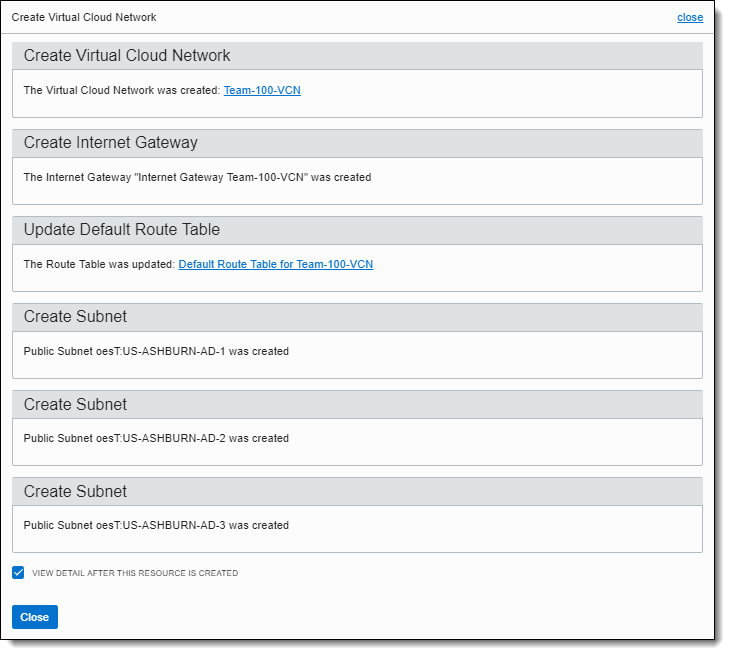 Create Virtual Cloud Network
close
Create Virtual Cloud Network
The Virtual Cloud Network was created: Team-100-VCN
Create Internet Gateway
The Internet Gateway "Internet Gateway Team-100-VCN" was created
Update Default Route Table
The Route Table was updated: Default Route Table for Team-100-VCN
Create Subnet
Public Subnet oesT:US-ASHBURN-AD-1 was created
Create Subnet
Public Subnet oesT:US-ASHBURN-AD-2 was created
Create Subnet
Public Subnet oesT:US-ASHBURN-AD-3 was created
VIEW DETAIL AFTER THIS RESOURCE IS CREATED
Close